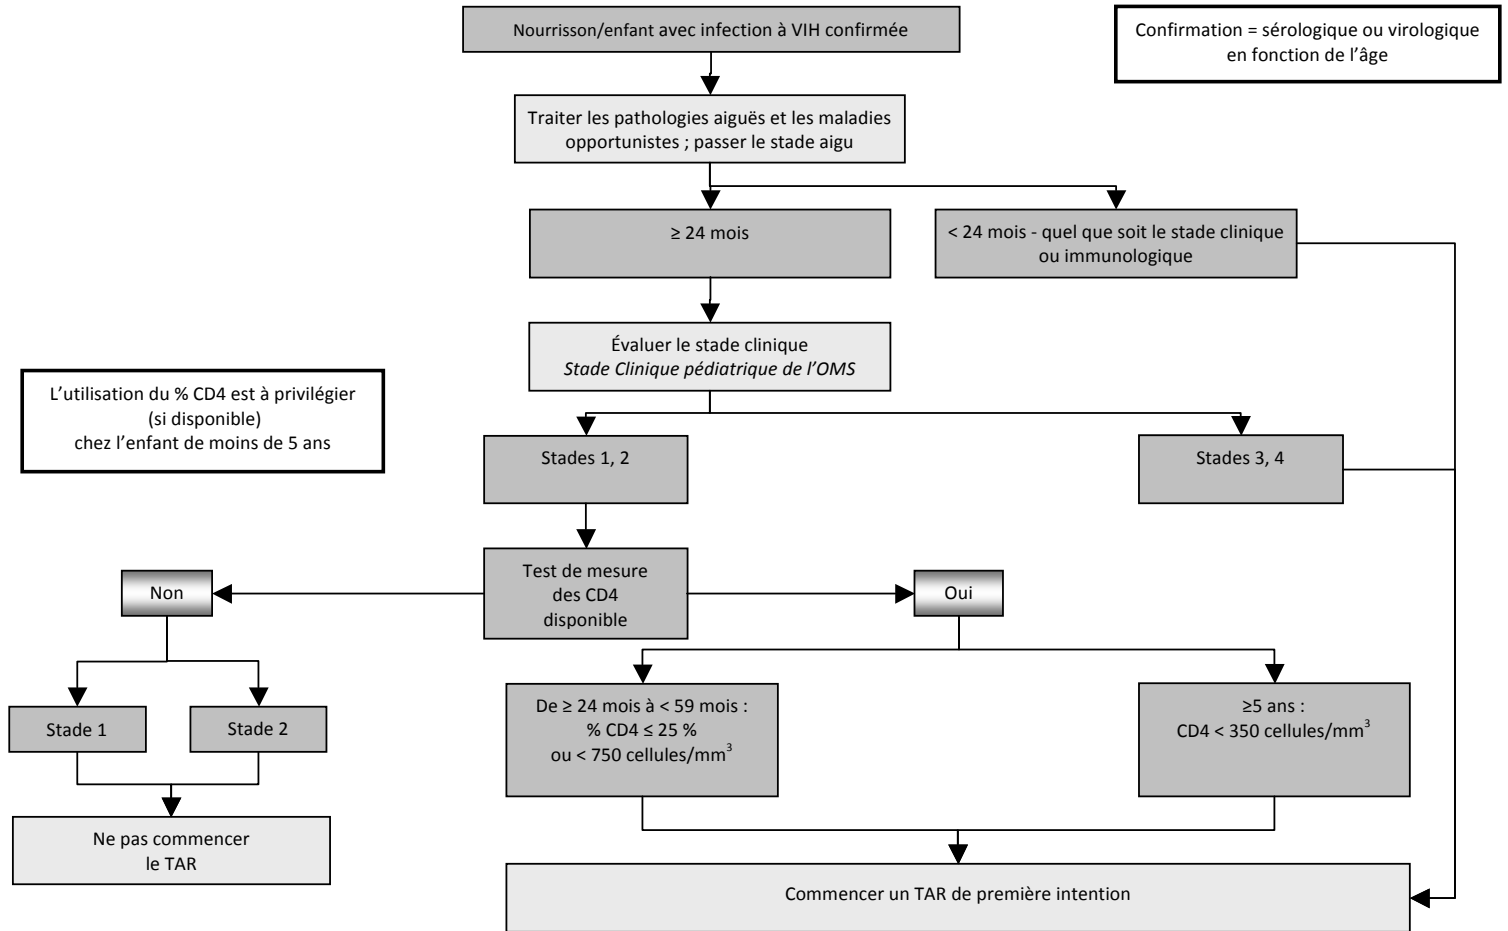 Nourrisson/enfant avec infection à VIH confirmée
Confirmation = sérologique ou virologique
en fonction de l’âge
Traiter les pathologies aiguës et les maladies
opportunistes ; passer le stade aigu
≥ 24 mois
< 24 mois - quel que soit le stade clinique
ou immunologique
Évaluer le stade clinique
Stade Clinique pédiatrique de l’OMS
L’utilisation du % CD4 est à privilégier
(si disponible)
chez l’enfant de moins de 5 ans
Stades 1, 2
Stades 3, 4
Test de mesure
des CD4
disponible
Non
Oui
Stade 1
Stade 2
De ≥ 24 mois à < 59 mois :
% CD4 ≤ 25 %
ou < 750 cellules/mm³
≥5 ans :
CD4 < 350 cellules/mm³
Ne pas commencer
le TAR
Commencer un TAR de première intention